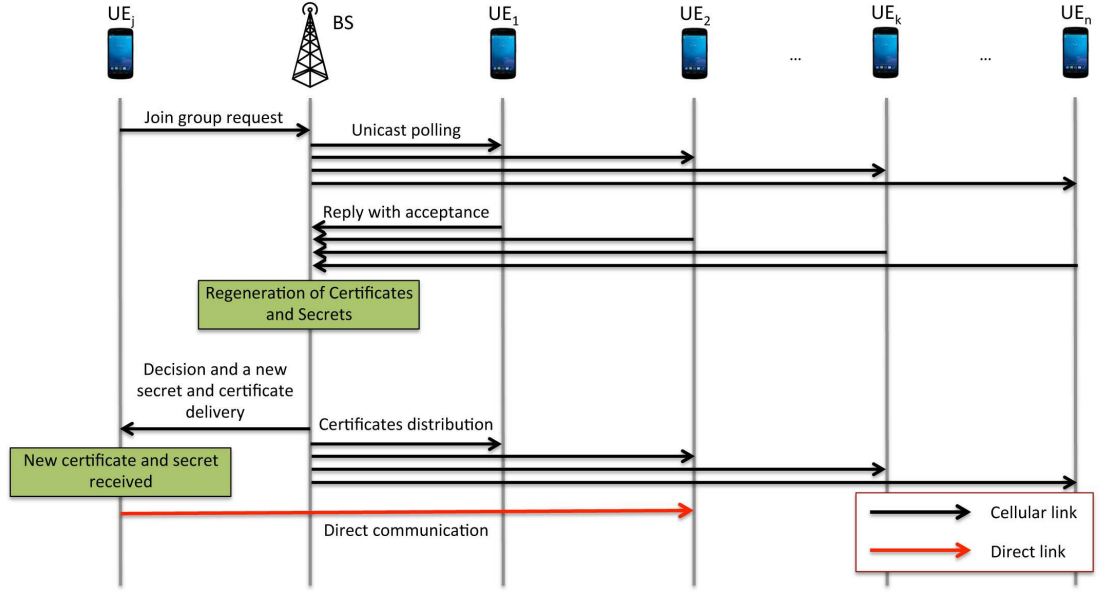 UEj
BS
UE1
UE2
...
UEk
...
UEn
Join group request
Unicast polling
Reply with acceptance
Regeneration of Certificates
and Secrets
Decision and a new
secret and certificate
delivery
Certificates distribution
New certificate and secret
received
Direct communication
Cellular link
Direct link